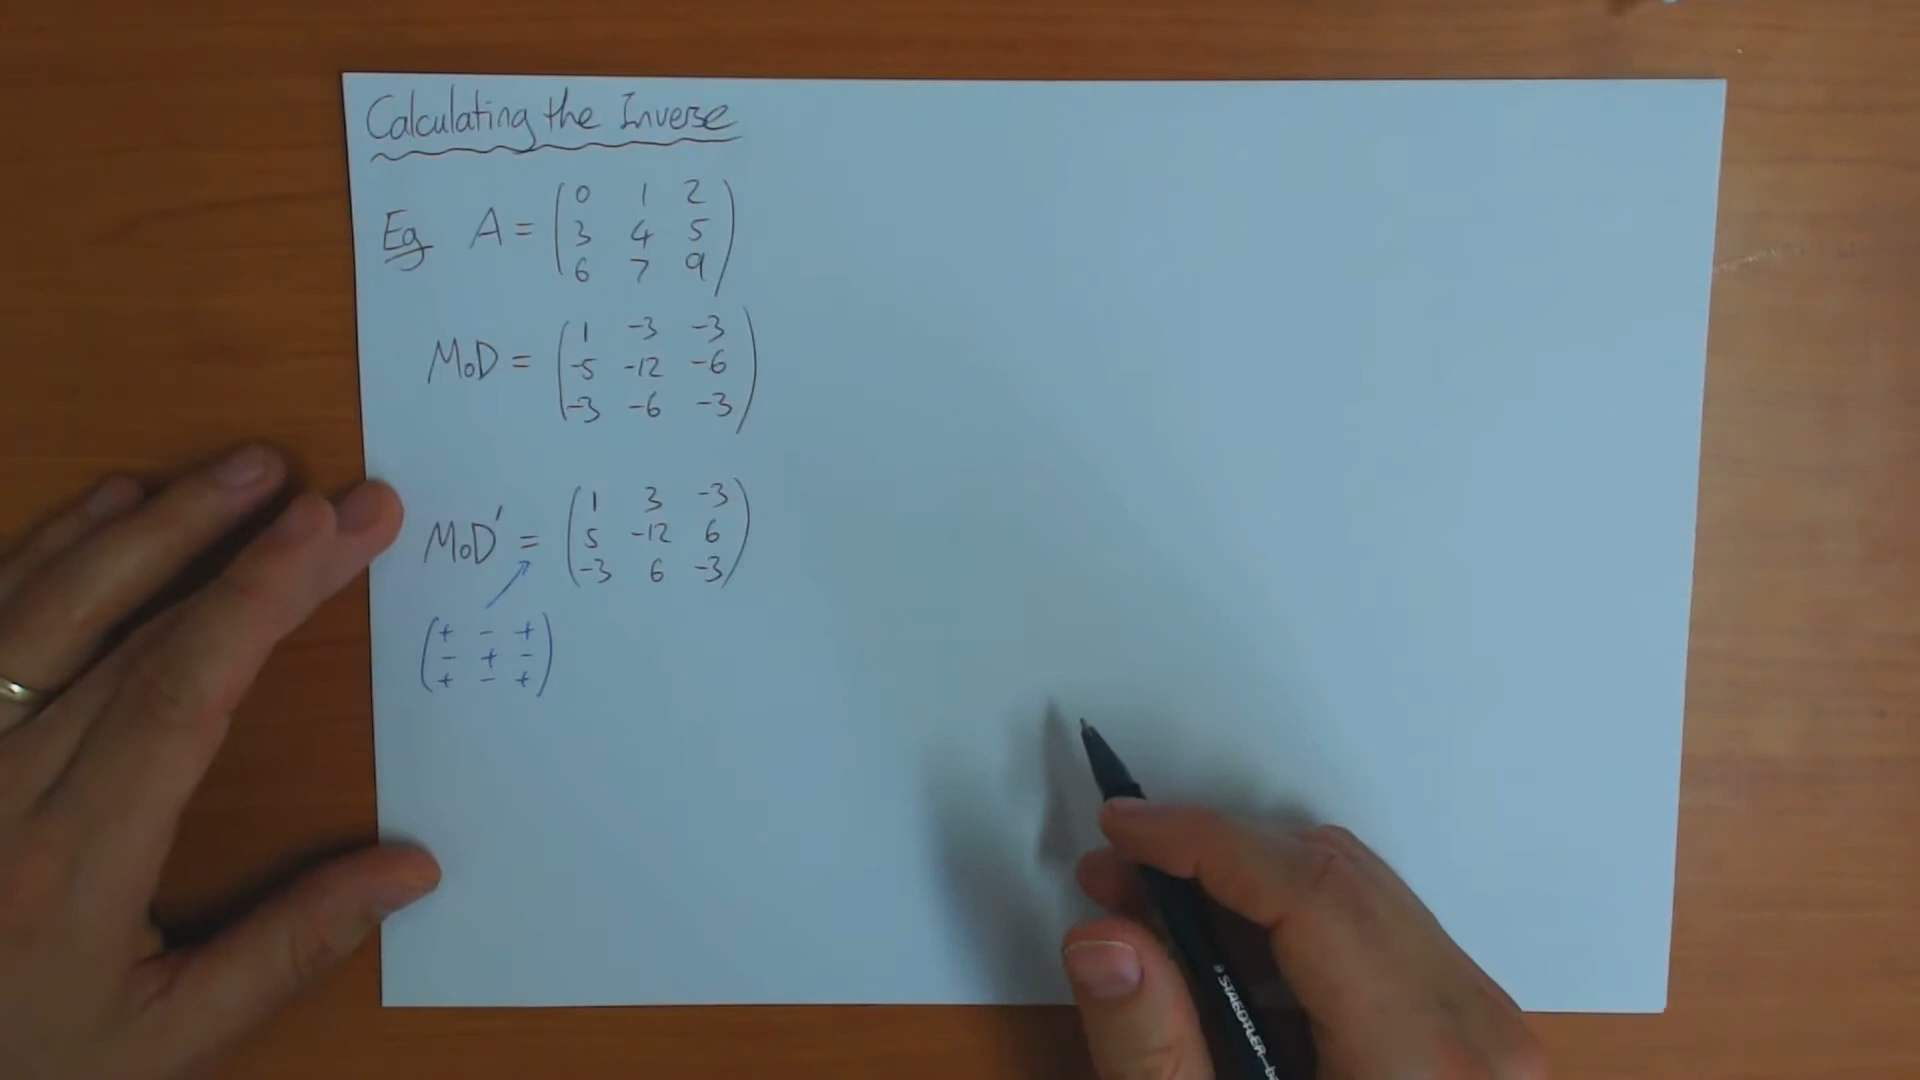 Calculating the Inverse
Eg A = (0 1 2
3 4 5
6 7 9)
MoD = (1 -3 -3
-5 -12 -6
-3 -6 -3)
MoD' = (1 3 -3
5 -12 6
-3 6 -3)
(+ - +
- + -
+ - +)
STAEDTLER